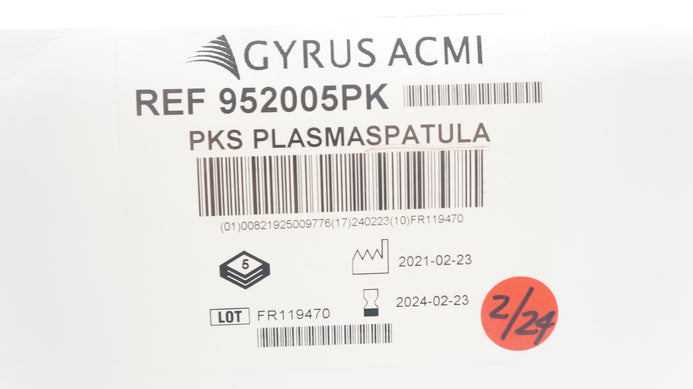 GYRUS ACMI
REF 952005PK
PKS PLASMASPATULA
(01)00821925009776(17)240223(10)FR119470
5
2021-02-23
LOT FR119470
2024-02-23
2/24